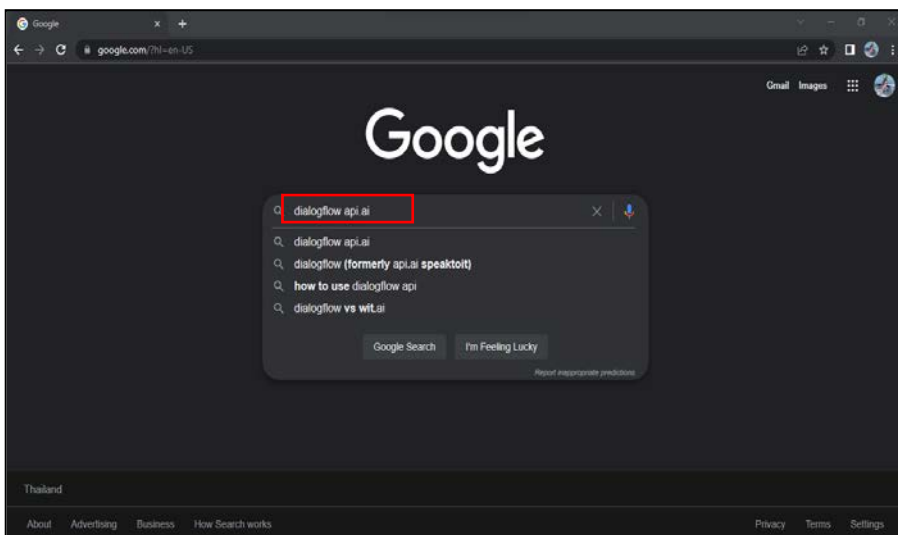 Google
google.com/?hl=en-US
Gmail Images
Google
dialogflow api.ai
dialogflow api.ai
dialogflow (formerly api.ai speaktoit)
how to use dialogflow api
dialogflow vs wit.ai
Google Search I'm Feeling Lucky
Report inappropriate predictions
Thailand
About Advertising Business How Search works Privacy Terms Settings